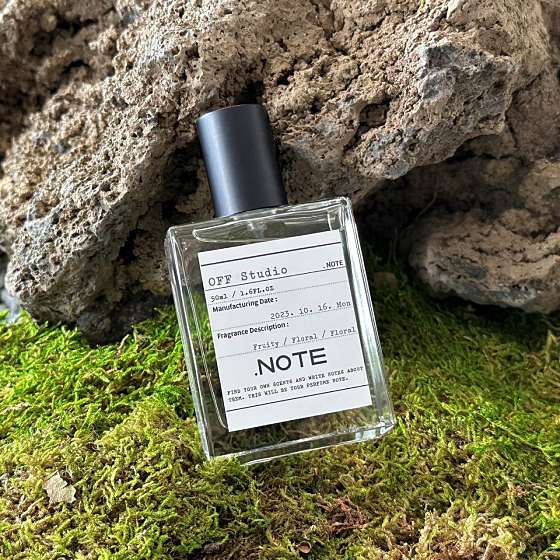 OFF Studio .NOTE
50ml / 1.6FL.OZ
Manufacturing Date :
2023. 10. 16. Mon
Fragrance Description :
Fruity / Floral / Floral
.NOTE
FIND YOUR OWN SCENTS AND WRITE NOTES ABOUT
THEM. THIS WILL BE YOUR PERFUME NOTE.